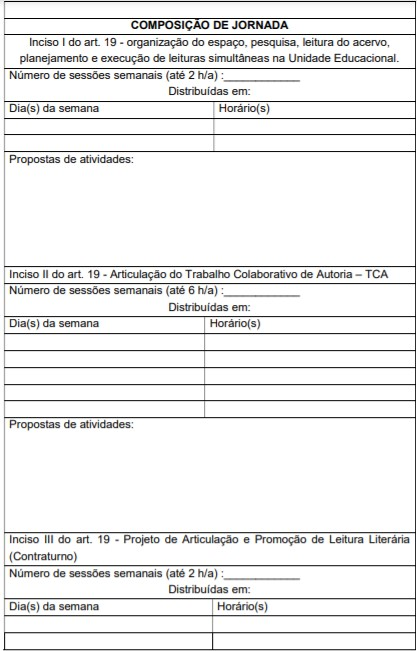 COMPOSIÇÃO DE JORNADA
Inciso I do art. 19 - organização do espaço, pesquisa, leitura do acervo,
planejamento e execução de leituras simultâneas na Unidade Educacional.
Número de sessões semanais (até 2 h/a) :____________
Distribuídas em:
Dia(s) da semana Horário(s)
Propostas de atividades:
Inciso II do art. 19 - Articulação do Trabalho Colaborativo de Autoria – TCA
Número de sessões semanais (até 6 h/a) :____________
Distribuídas em:
Dia(s) da semana Horário(s)
Propostas de atividades:
Inciso III do art. 19 - Projeto de Articulação e Promoção de Leitura Literária
(Contraturno)
Número de sessões semanais (até 2 h/a) :____________
Distribuídas em:
Dia(s) da semana Horário(s)